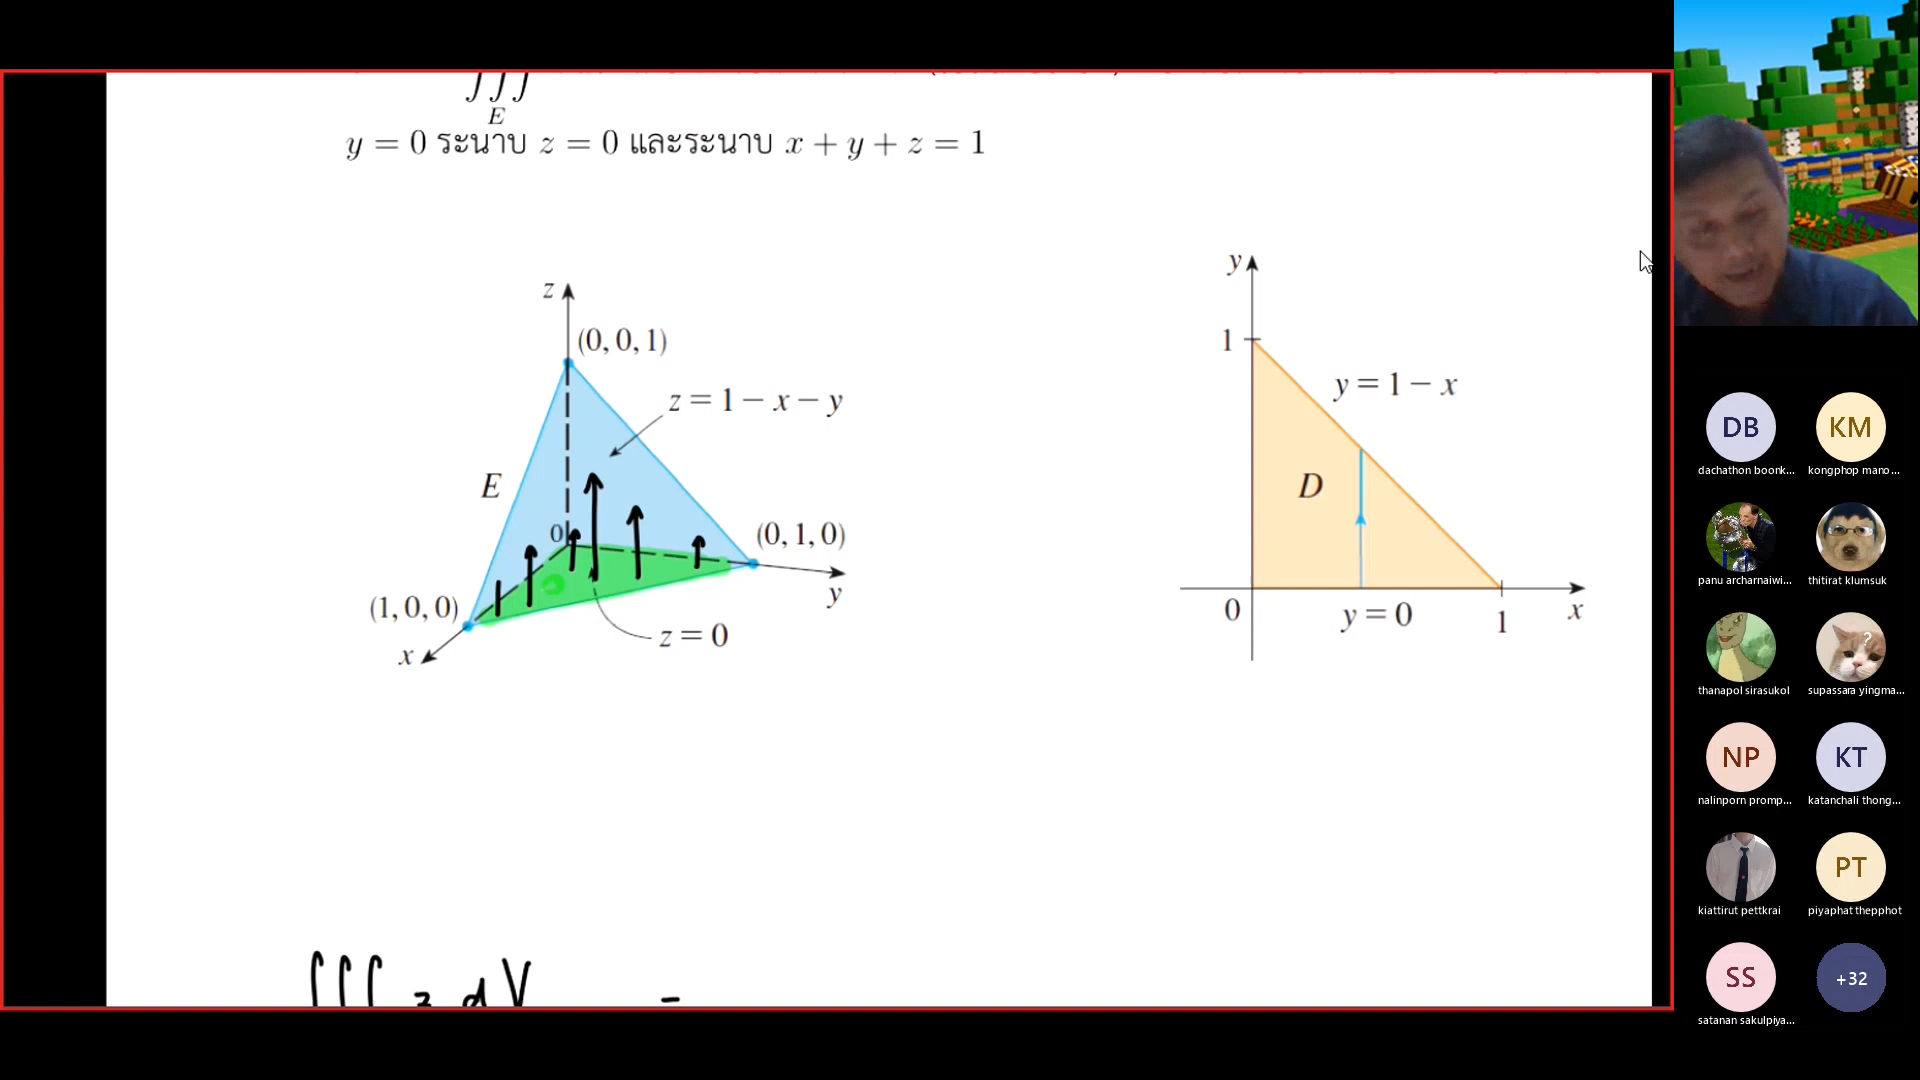 ∭
E
y = 0 ระนาบ z = 0 และระนาบ x + y + z = 1
z
(0, 0, 1)
z = 1 − x − y
E
0
(0, 1, 0)
(1, 0, 0)
y
z = 0
x
y
1
y = 1 − x
D
0
y = 0
1
x
∭ z dV =
DB
KM
dachathon boonk...
kongphop mano...
panu archarnaiwi...
thitirat klumsuk
?
thanapol sirasukol
supassara yingma...
NP
KT
nalinporn promp...
katanchali thong...
PT
kiattirut pettkrai
piyaphat thepphot
SS
+32
satanan sakulpiya...